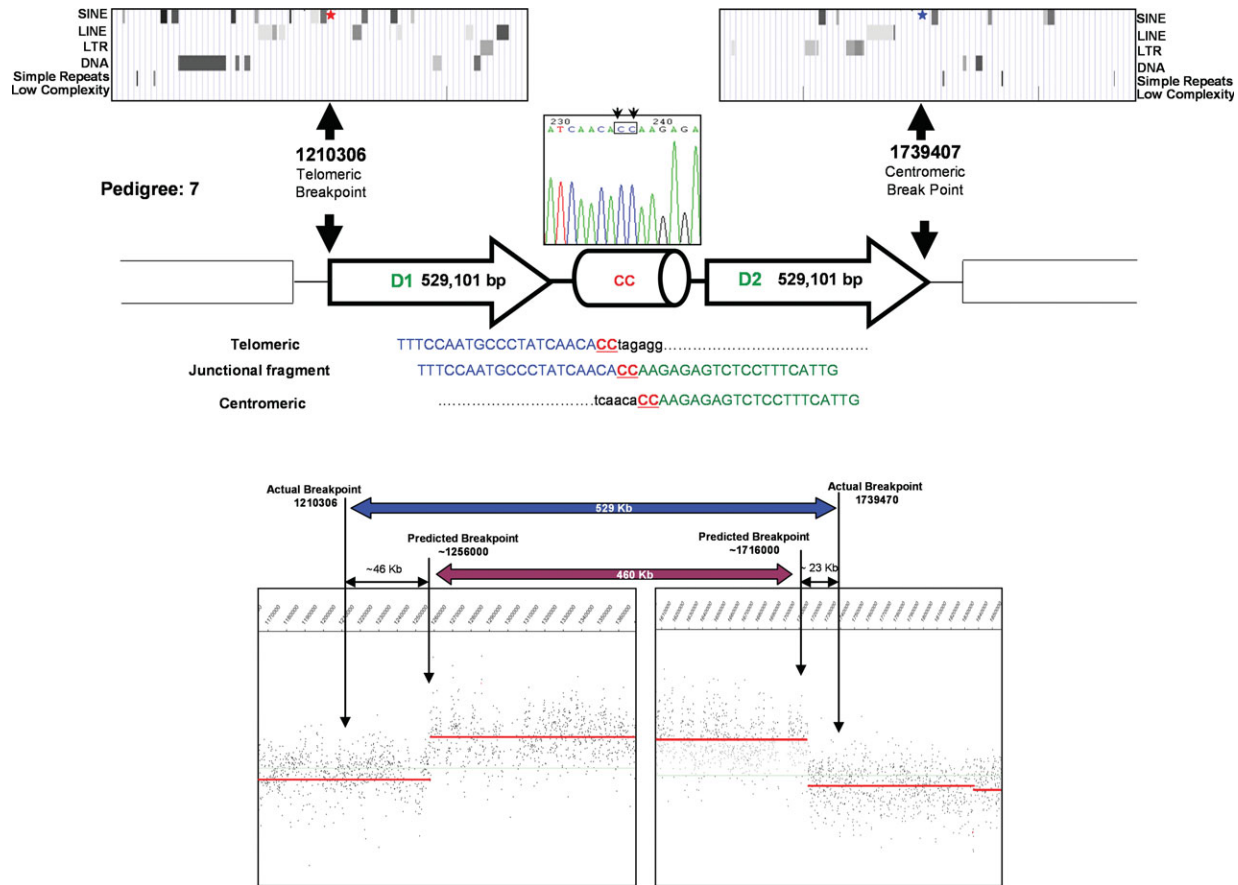 SINE
LINE
LTR
DNA
Simple Repeats
Low Complexity
SINE
LINE
LTR
DNA
Simple Repeats
Low Complexity
1210306
Telomeric
Breakpoint
Pedigree: 7
230 240
A T C A A C A C C A A G A G A
1739407
Centromeric
Break Point
D1 529,101 bp
CC
D2 529,101 bp
Telomeric TTTCCAATGCCCTATCAACACCtagagg……………………………………
Junctional fragment TTTCCAATGCCCTATCAACACCAAGAGAGTCTCCTTTCATTG
Centromeric ……………………………tcaacaCCAAGAGAGTCTCCTTTCATTG
Actual Breakpoint
1210306
529 Kb
Actual Breakpoint
1739470
Predicted Breakpoint
~1256000
Predicted Breakpoint
~1716000
~46 Kb
460 Kb
~ 23 Kb